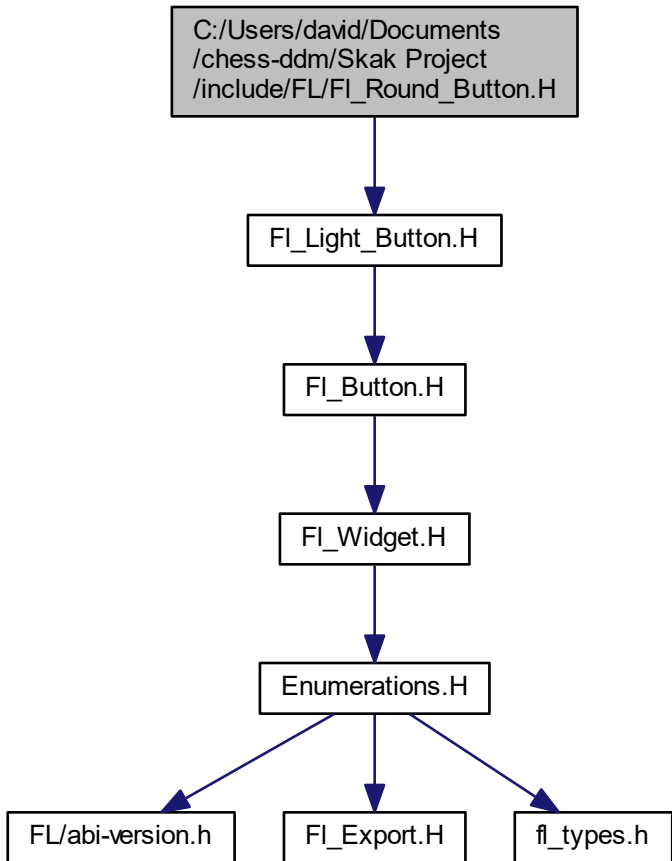 C:/Users/david/Documents
/chess-ddm/Skak Project
/include/FL/Fl_Round_Button.H
Fl_Light_Button.H
Fl_Button.H
Fl_Widget.H
Enumerations.H
FL/abi-version.h
Fl_Export.H
fl_types.h